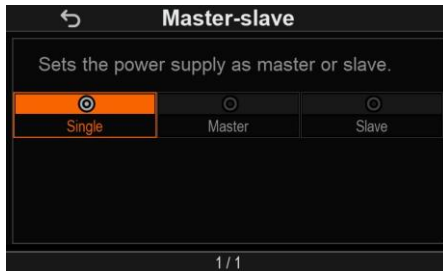 Master-slave
Sets the power supply as master or slave.
Single Master Slave
1 / 1